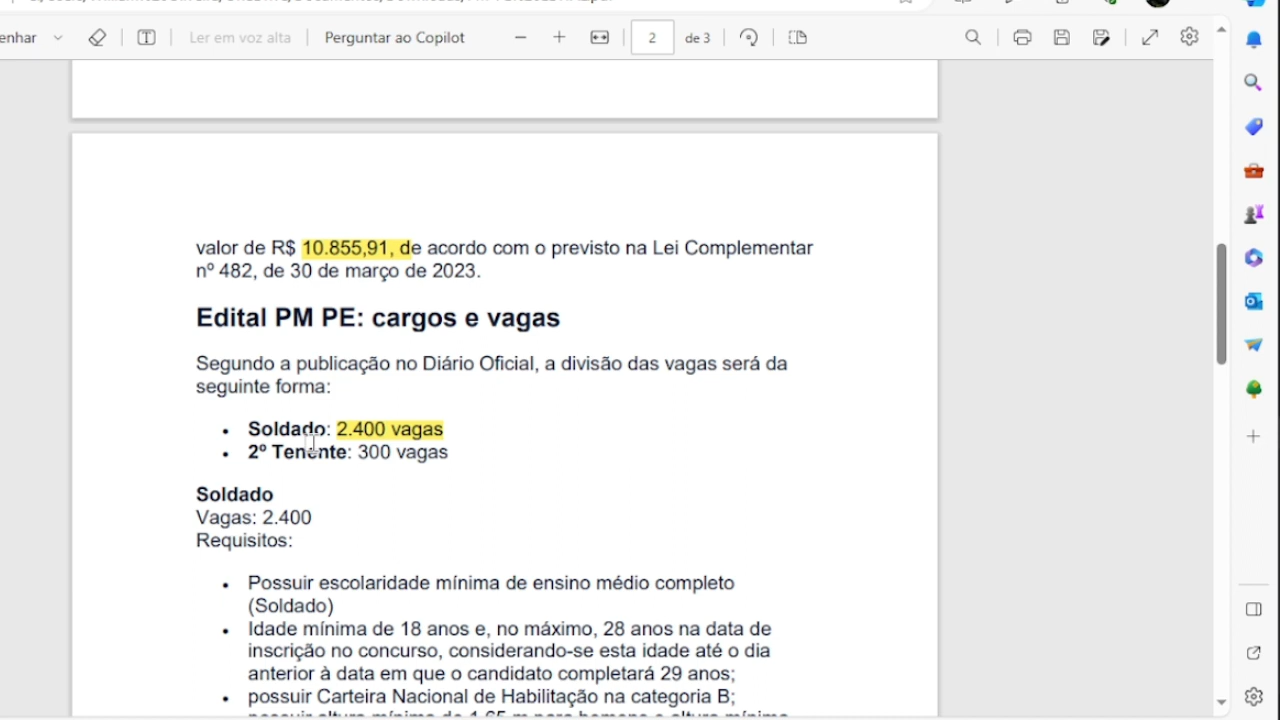 enhar
Ler em voz alta
Perguntar ao Copilot
2
de 3
valor de R$ 10.855,91, de acordo com o previsto na Lei Complementar
nº 482, de 30 de março de 2023.
Edital PM PE: cargos e vagas
Segundo a publicação no Diário Oficial, a divisão das vagas será da
seguinte forma:
• Soldado: 2.400 vagas
• 2º Tenente: 300 vagas
Soldado
Vagas: 2.400
Requisitos:
• Possuir escolaridade mínima de ensino médio completo
(Soldado)
• Idade mínima de 18 anos e, no máximo, 28 anos na data de
inscrição no concurso, considerando-se esta idade até o dia
anterior à data em que o candidato completará 29 anos;
• possuir Carteira Nacional de Habilitação na categoria B;